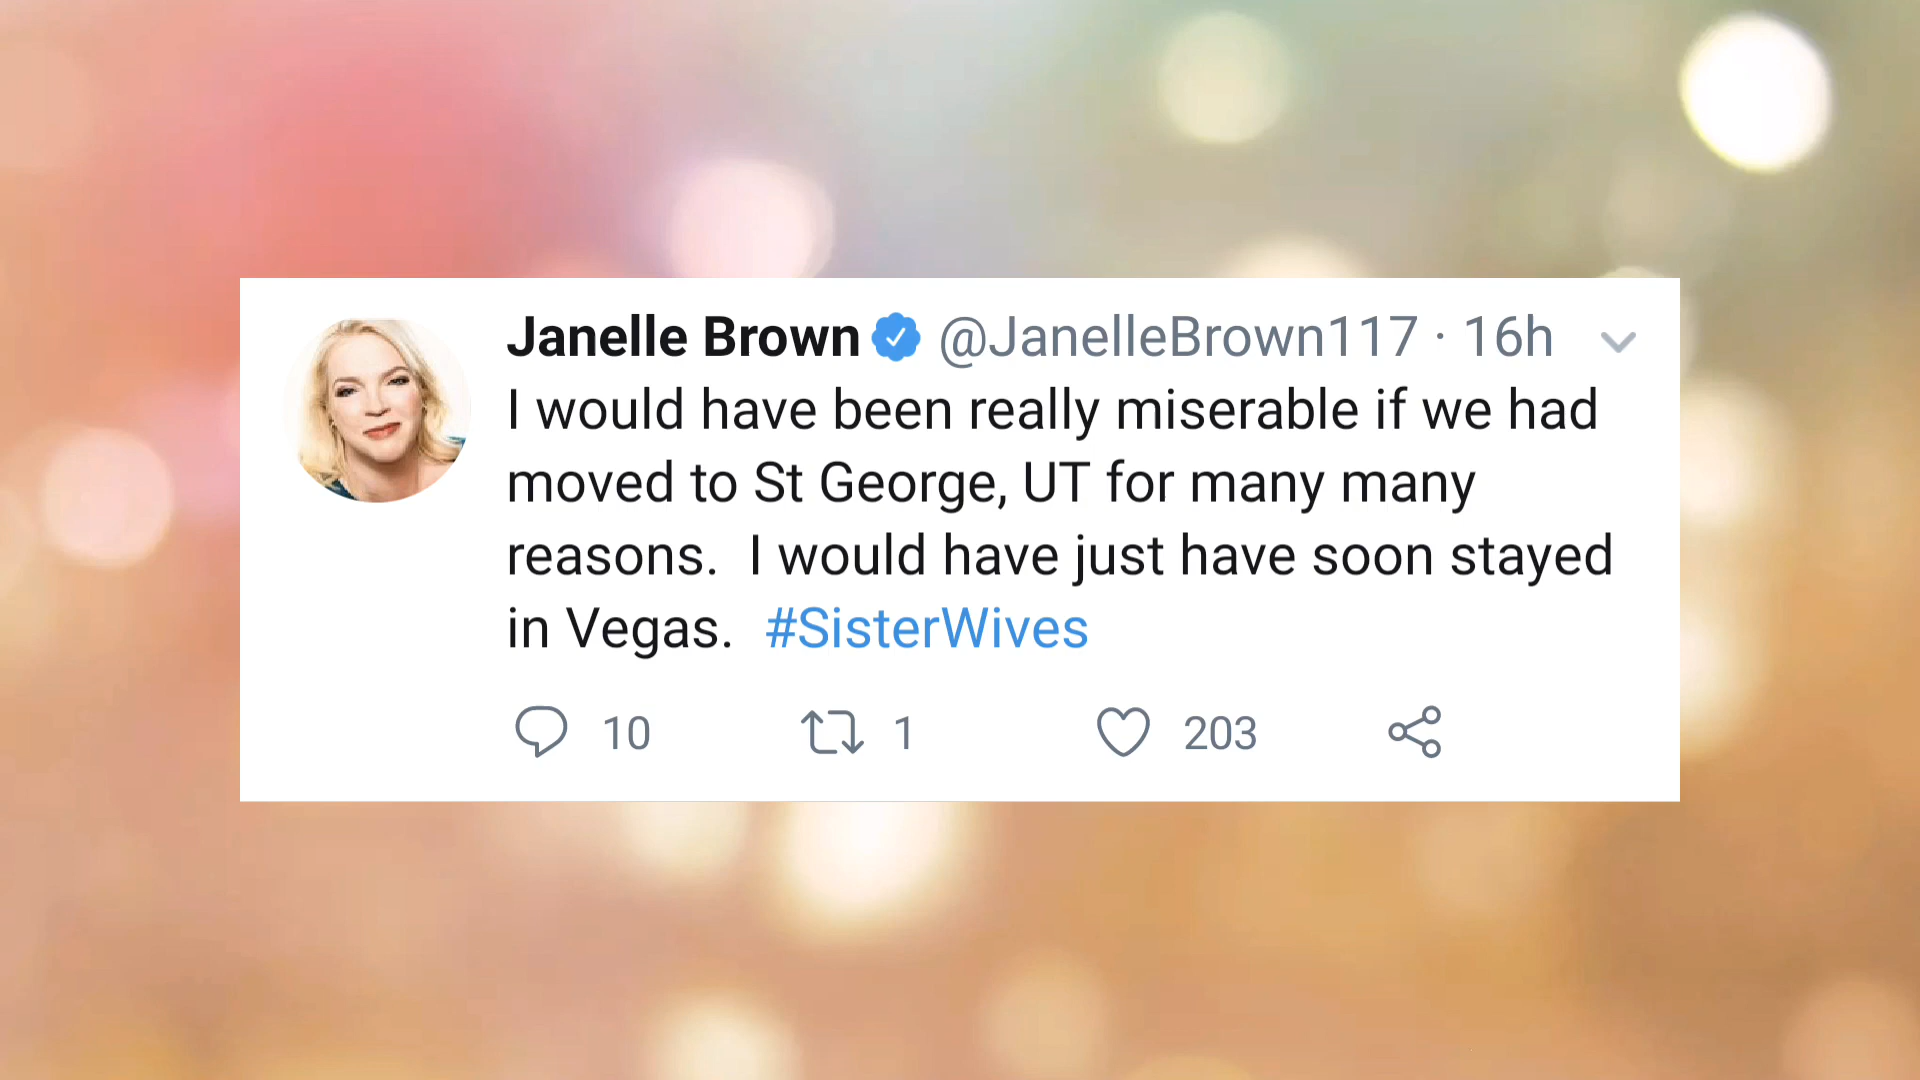 Janelle Brown @JanelleBrown117 · 16h
I would have been really miserable if we had
moved to St George, UT for many many
reasons.  I would have just have soon stayed
in Vegas.  #SisterWives
10 1 203